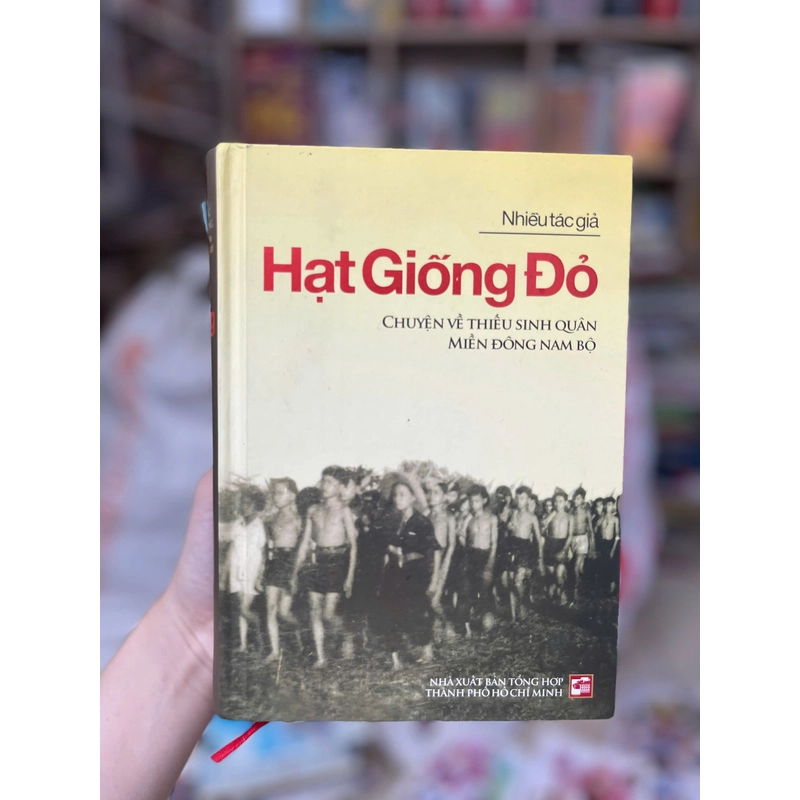 Nhiều tác giả
Hạt Giống Đỏ
CHUYỆN VỀ THIẾU SINH QUÂN
MIỀN ĐÔNG NAM BỘ
NHÀ XUẤT BẢN TỔNG HỢP
THÀNH PHỐ HỒ CHÍ MINH